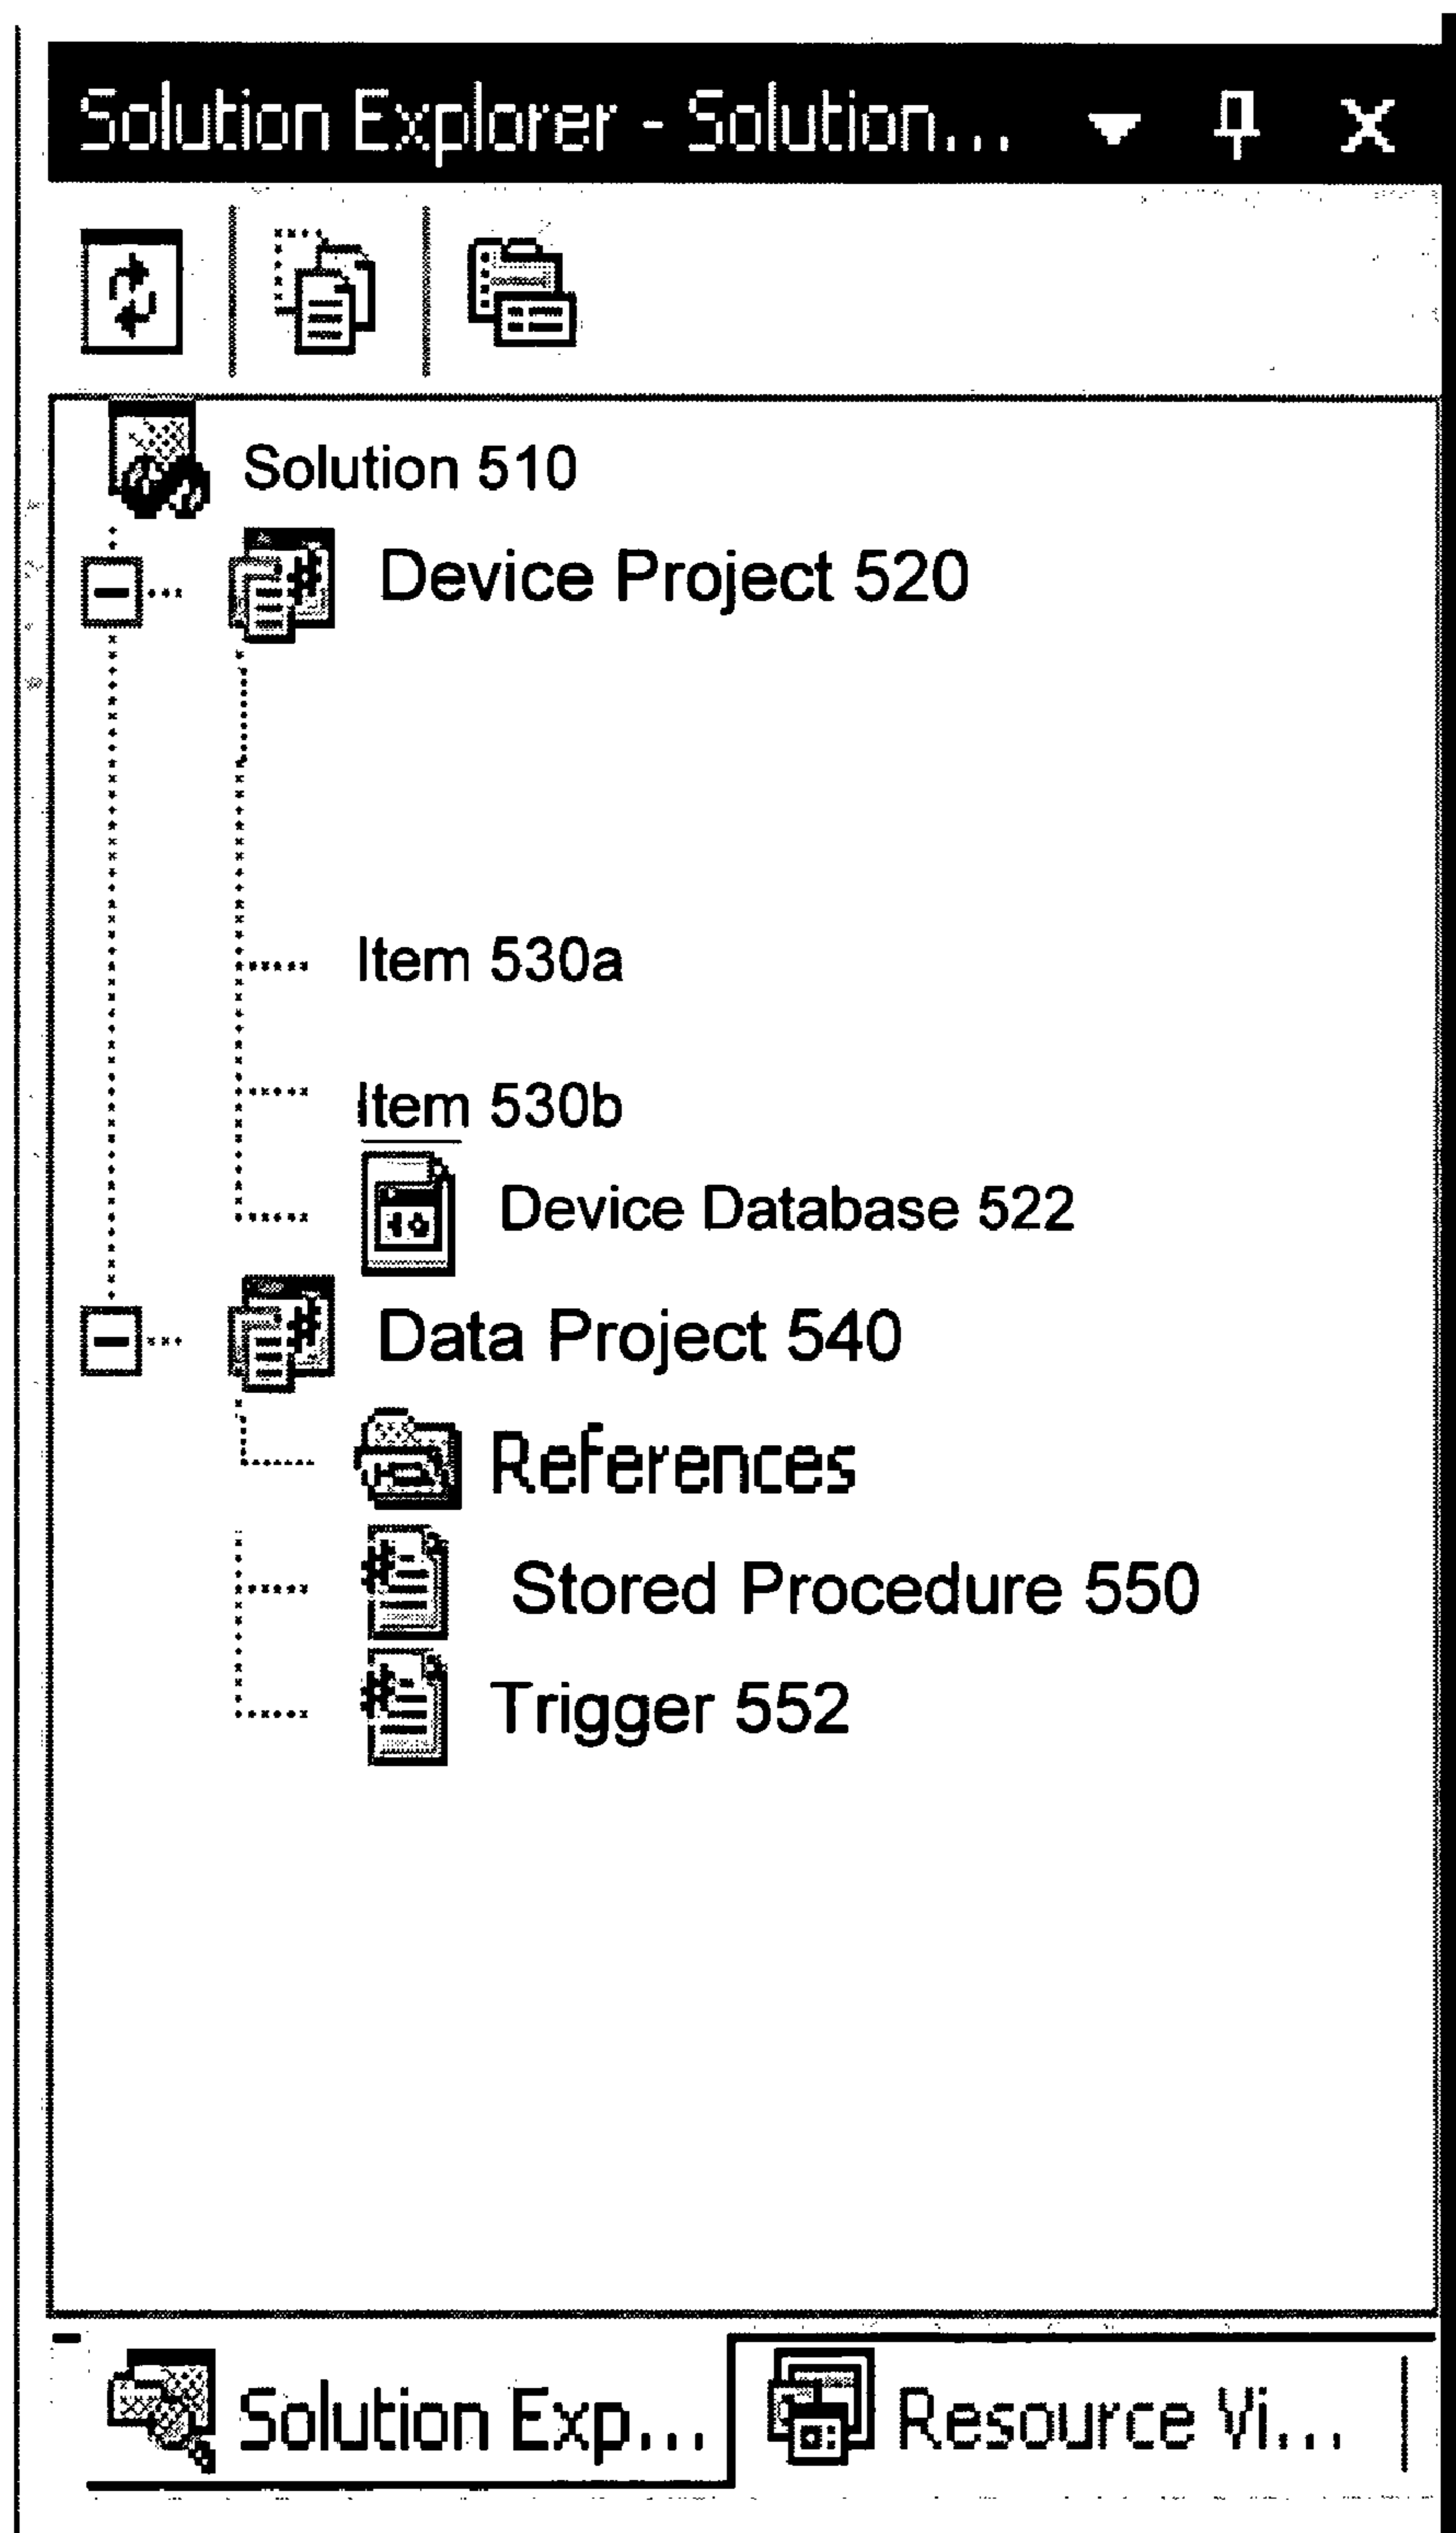 Solution Explorer - Solution...
Solution 510
Device Project 520
Item 530a
Item 530b
Device Database 522
Data Project 540
References
Stored Procedure 550
Trigger 552
Solution Exp... Resource Vi...